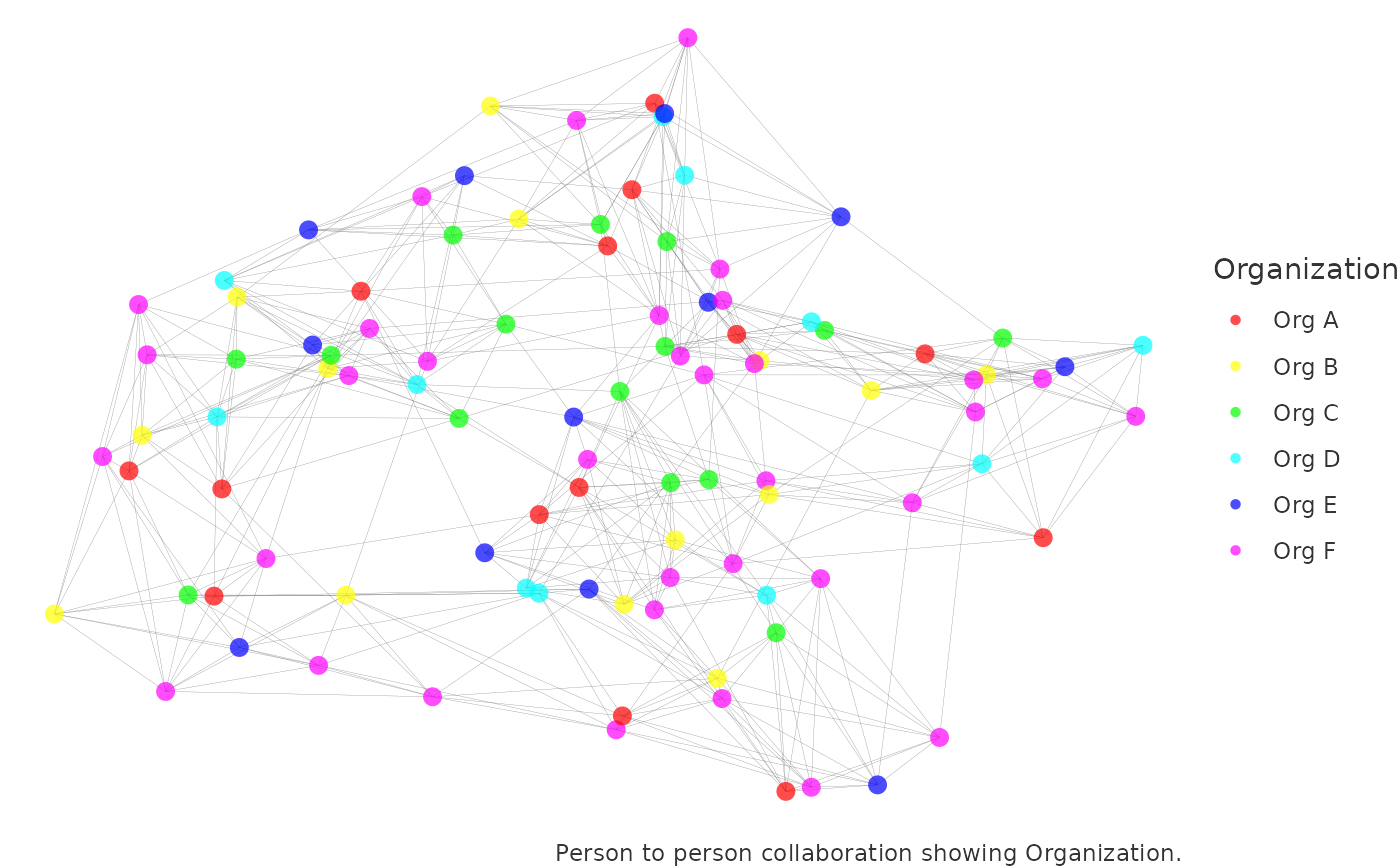 Organization
Org A
Org B
Org C
Org D
Org E
Org F
Person to person collaboration showing Organization.